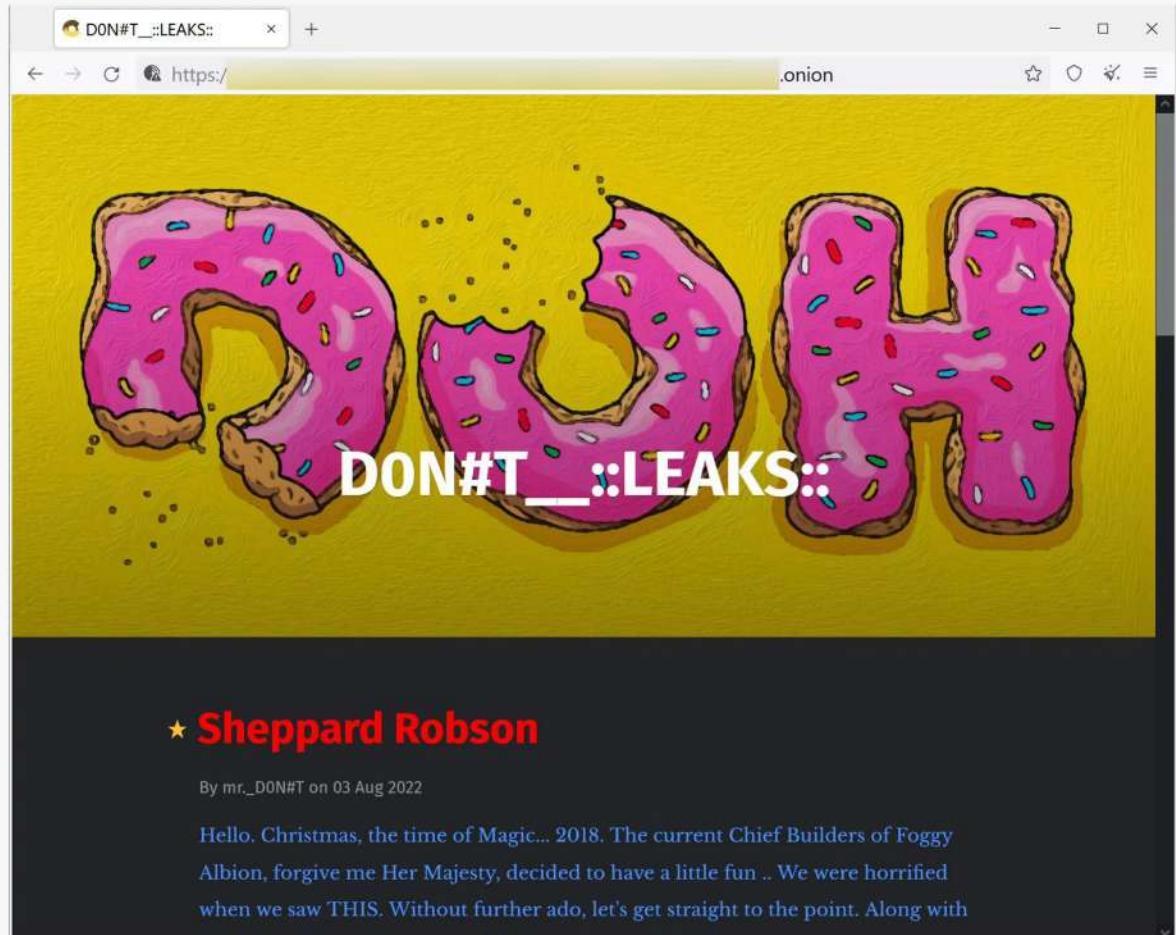 D0N#T__::LEAKS::
https:/ .onion
DOH
D0N#T__::LEAKS::
Sheppard Robson
By mr._D0N#T on 03 Aug 2022
Hello. Christmas, the time of Magic... 2018. The current Chief Builders of Foggy
Albion, forgive me Her Majesty, decided to have a little fun .. We were horrified
when we saw THIS. Without further ado, let's get straight to the point. Along with